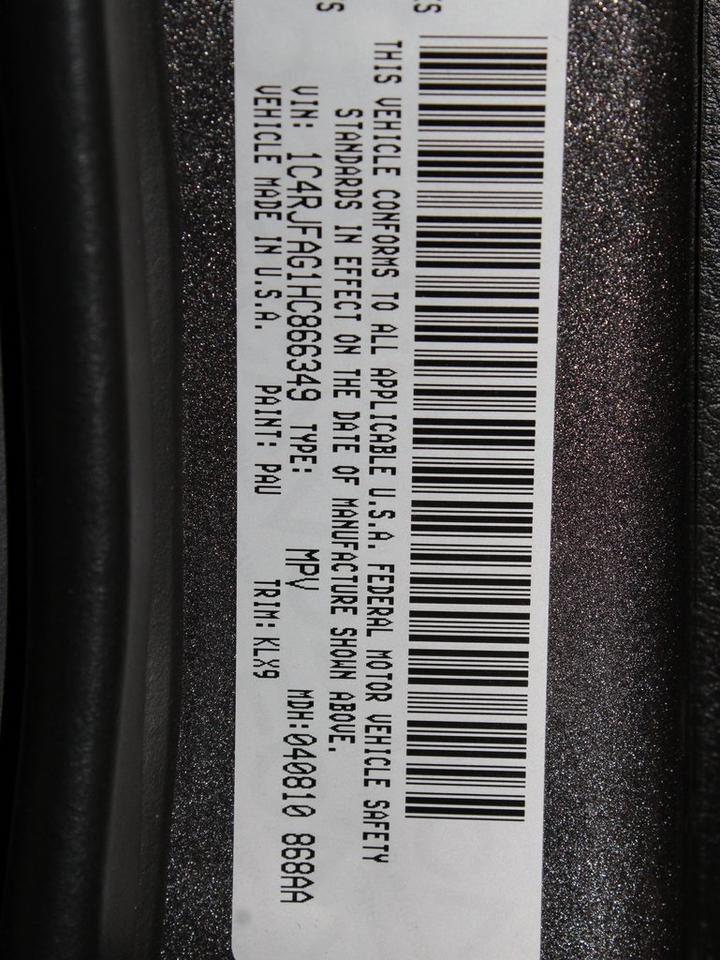 THIS VEHICLE CONFORMS TO ALL APPLICABLE U.S.A. FEDERAL MOTOR VEHICLE SAFETY
STANDARDS IN EFFECT ON THE DATE OF MANUFACTURE SHOWN ABOVE.
VIN: 1C4RJFAG1HC866349 TYPE: MPV MDH:040810 868AA
VEHICLE MADE IN U.S.A. PAINT: PAU TRIM: KLX9